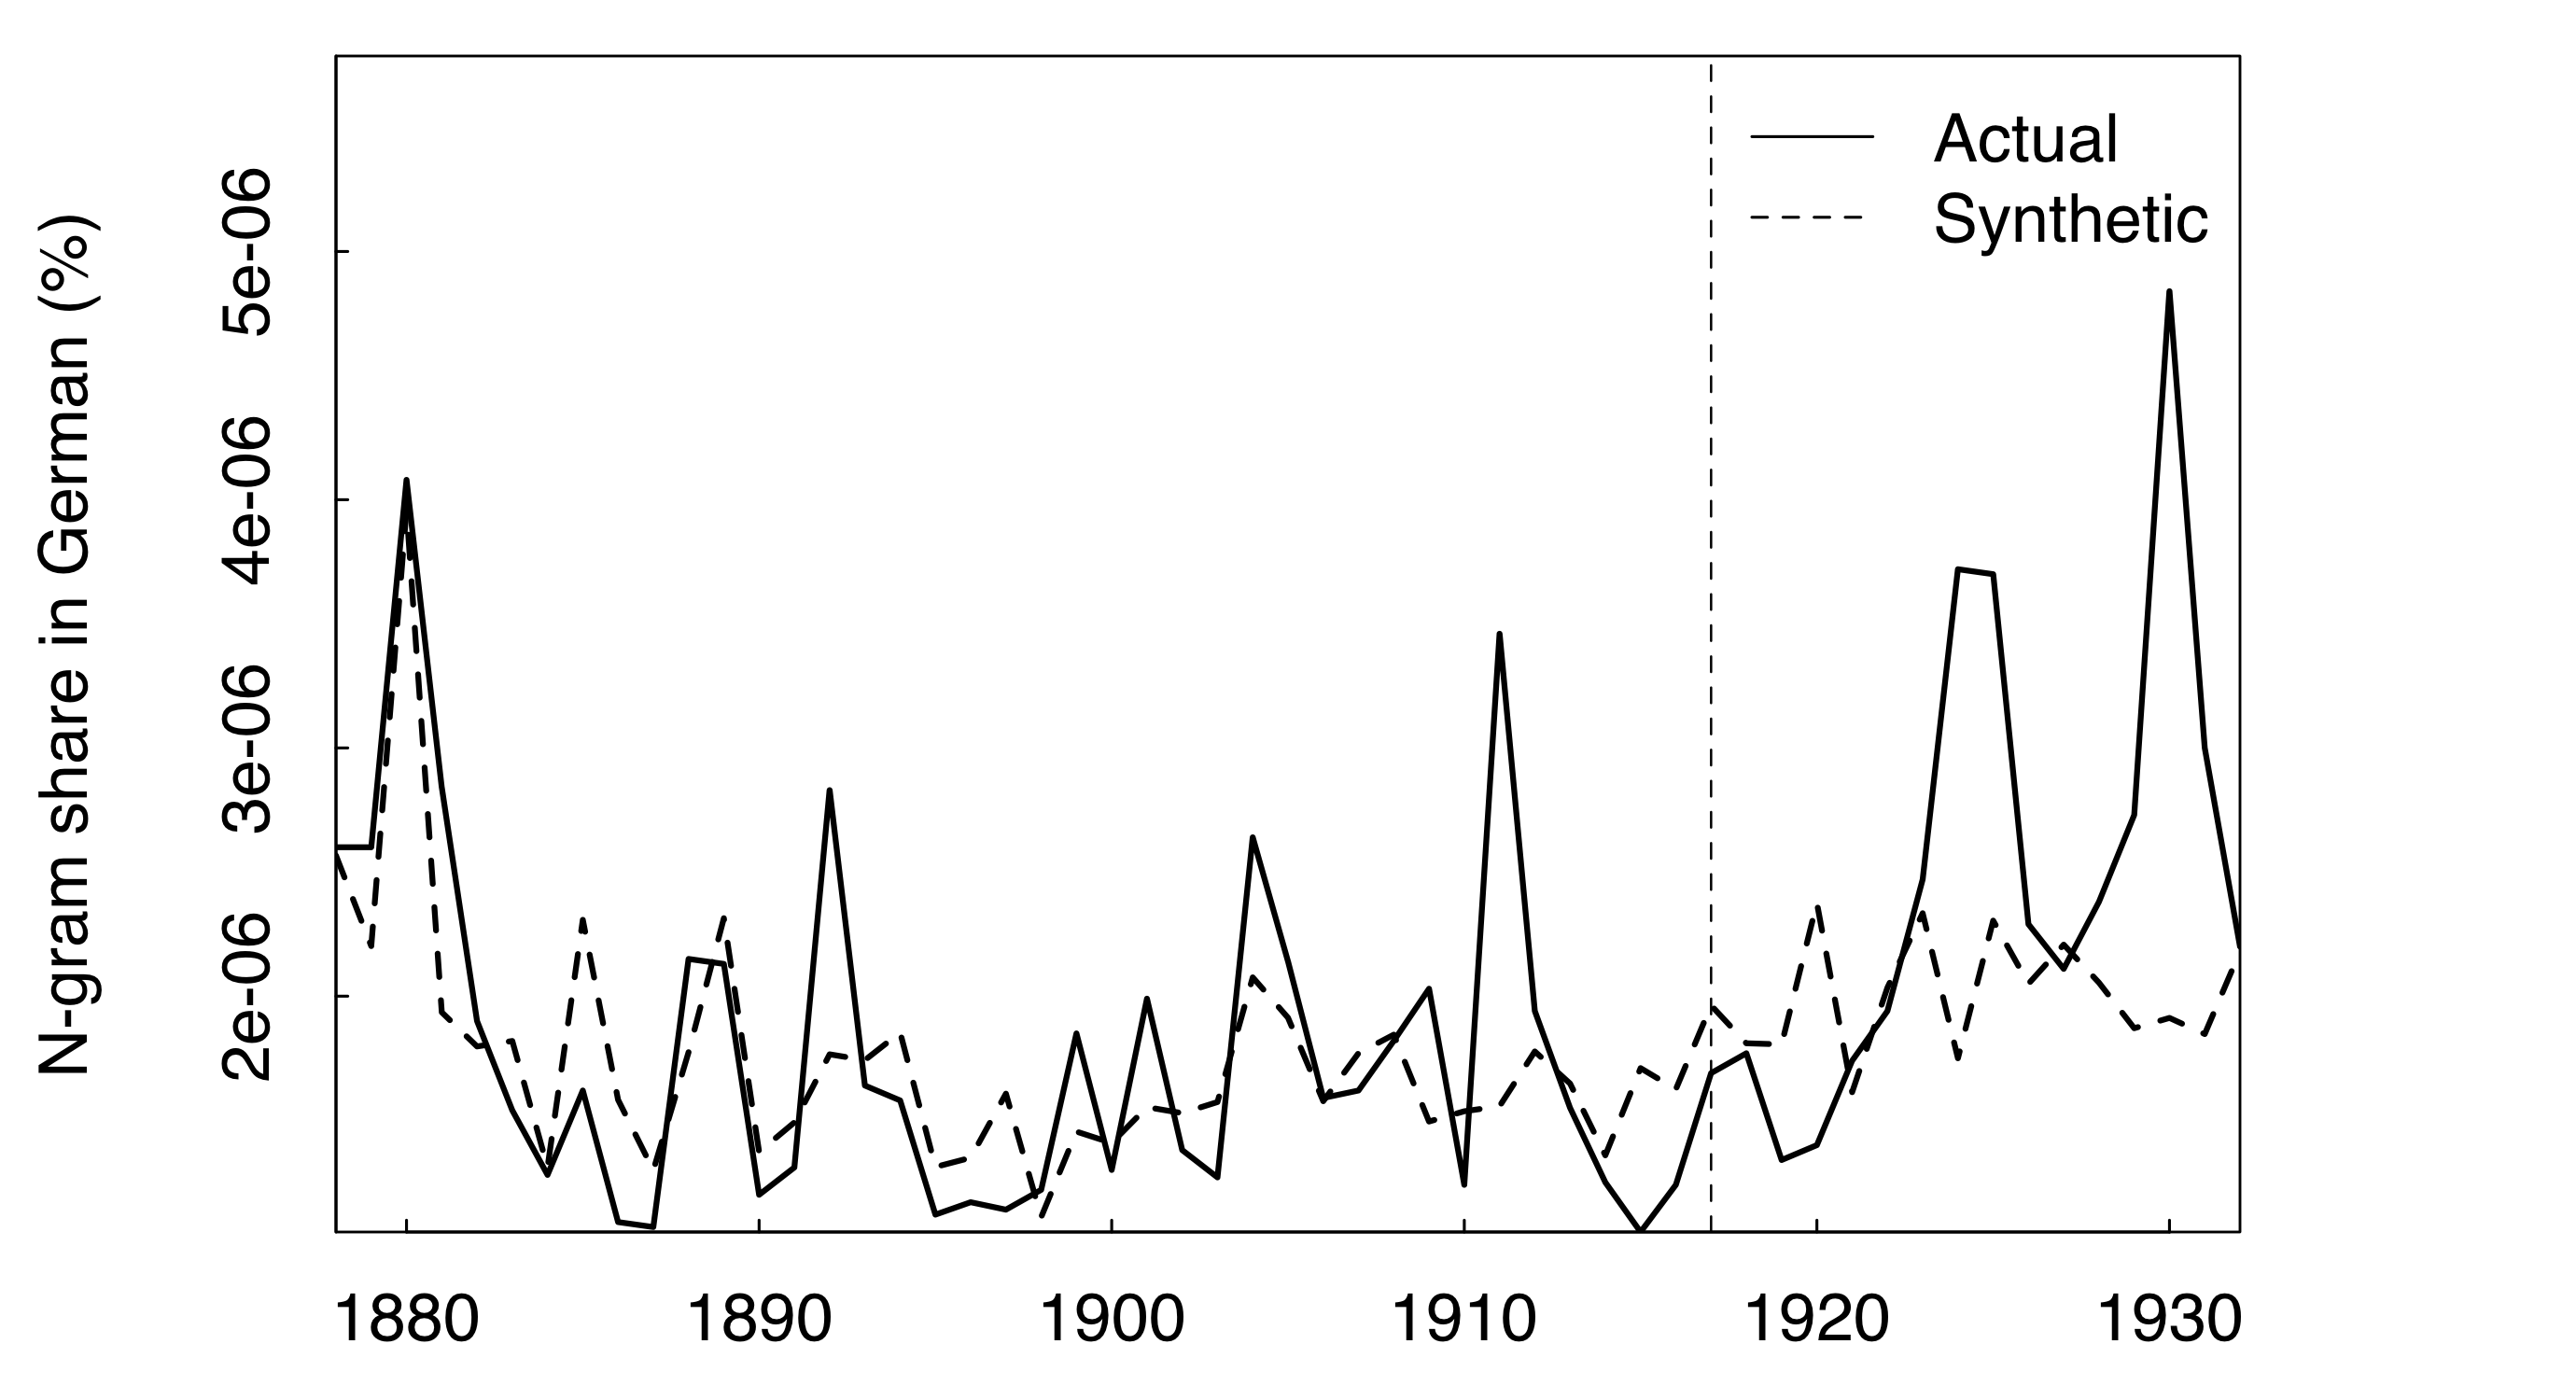 N-gram share in German (%)
5e-06
4e-06
3e-06
2e-06
Actual
Synthetic
1880 1890 1900 1910 1920 1930